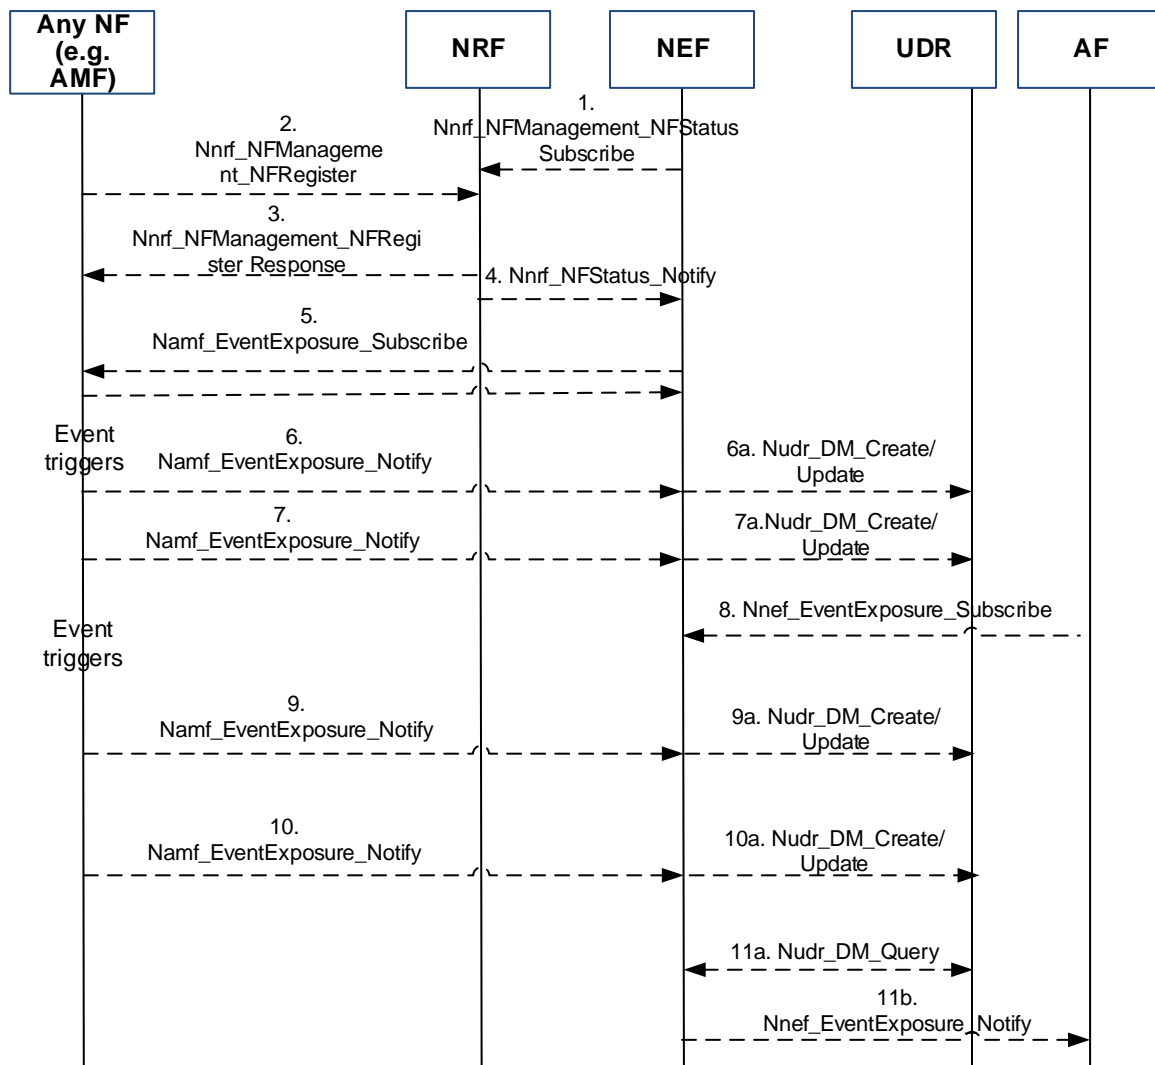 Any NF
(e.g.
AMF)
NRF
NEF
UDR
AF
1.
Nnrf_NFManagement_NFStatus
Subscribe
2.
Nnrf_NFManageme
nt_NFRegister
3.
Nnrf_NFManagement_NFRegi
ster Response
4. Nnrf_NFStatus_Notify
5.
Namf_EventExposure_Subscribe
Event
triggers
6.
Namf_EventExposure_Notify
6a. Nudr_DM_Create/
Update
7.
Namf_EventExposure_Notify
7a.Nudr_DM_Create/
Update
8. Nnef_EventExposure_Subscribe
Event
triggers
9.
Namf_EventExposure_Notify
9a. Nudr_DM_Create/
Update
10.
Namf_EventExposure_Notify
10a. Nudr_DM_Create/
Update
11a. Nudr_DM_Query
11b.
Nnef_EventExposure_Notify